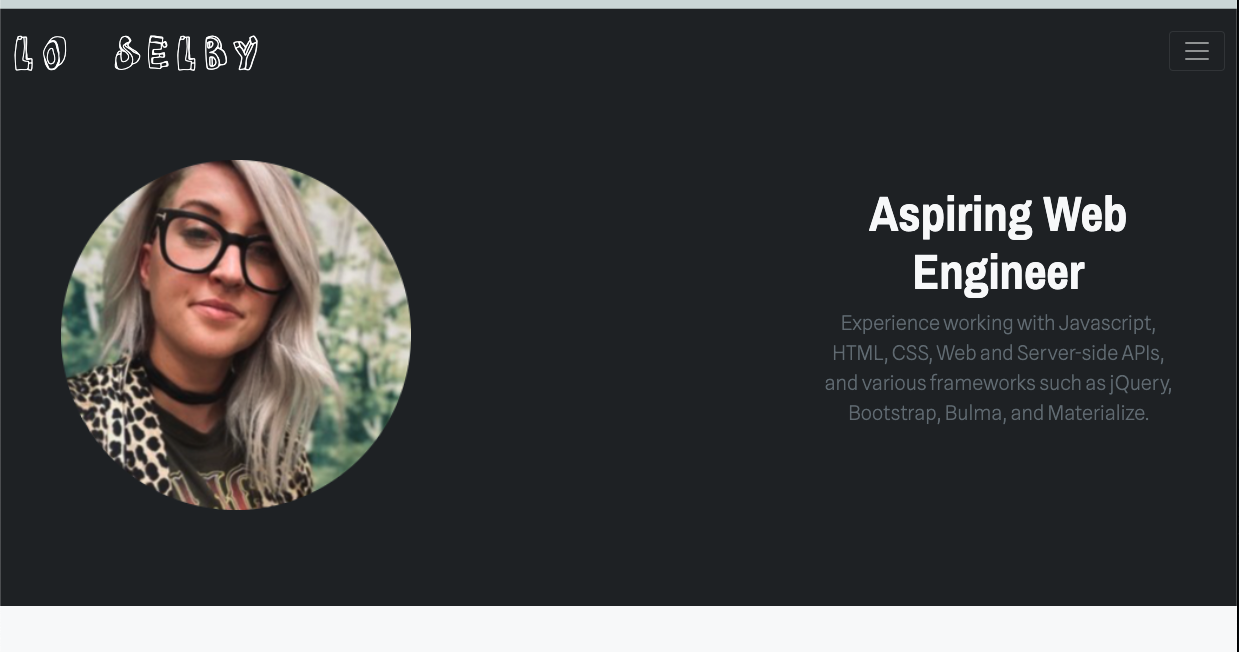 LO SELBY
Aspiring Web
Engineer
Experience working with Javascript,
HTML, CSS, Web and Server-side APIs,
and various frameworks such as jQuery,
Bootstrap, Bulma, and Materialize.